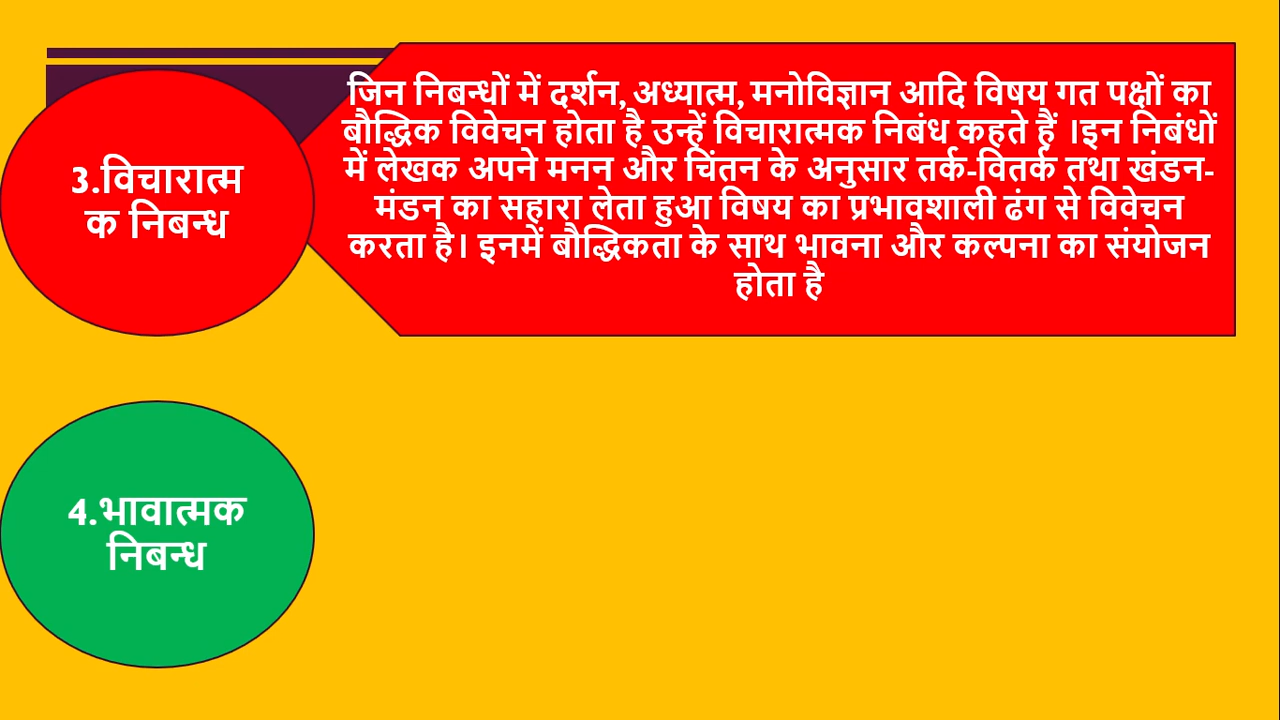 3.विचारात्म
क निबन्ध
जिन निबन्धों में दर्शन, अध्यात्म, मनोविज्ञान आदि विषय गत पक्षों का
बौद्धिक विवेचन होता है उन्हें विचारात्मक निबंध कहते हैं ।इन निबंधों
में लेखक अपने मनन और चिंतन के अनुसार तर्क-वितर्क तथा खंडन-
मंडन का सहारा लेता हुआ विषय का प्रभावशाली ढंग से विवेचन
करता है। इनमें बौद्धिकता के साथ भावना और कल्पना का संयोजन
होता है
4.भावात्मक
निबन्ध